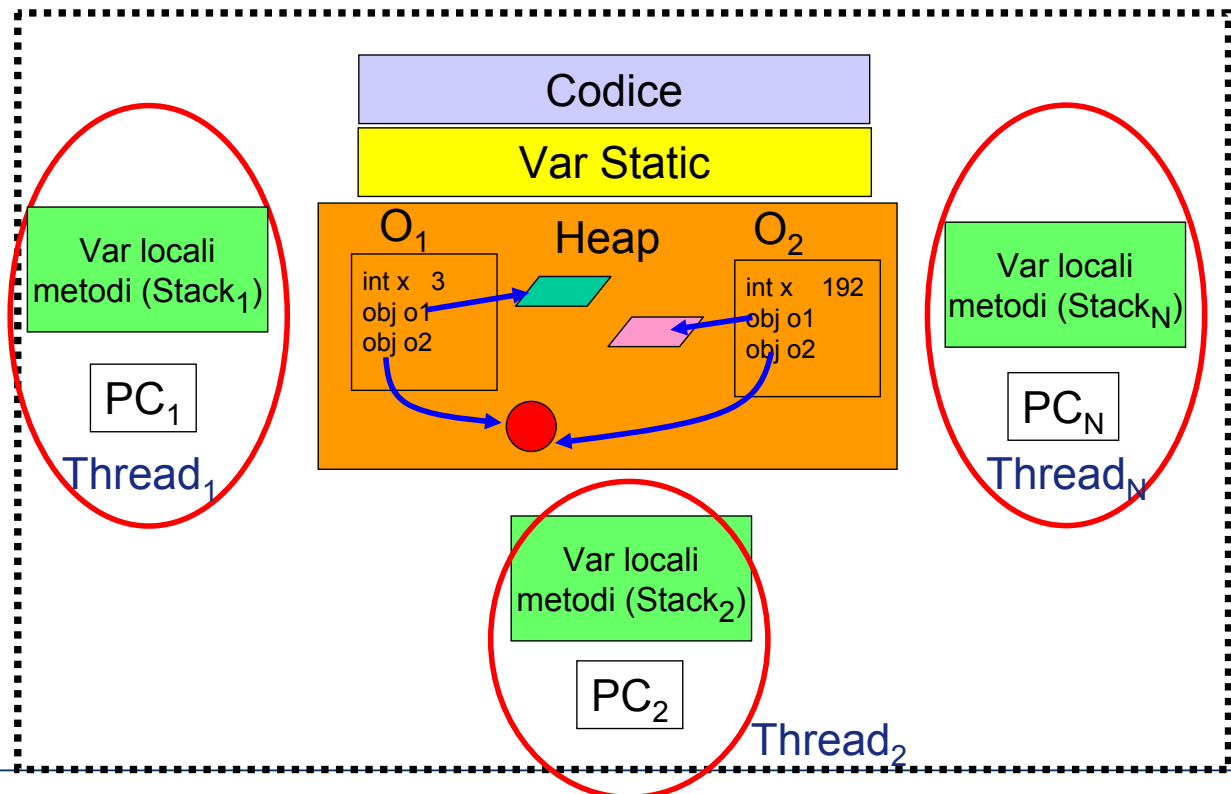 Codice
Var Static
Heap
O1
int x 3
obj o1
obj o2
O2
int x 192
obj o1
obj o2
Var locali
metodi (Stack1)
PC1
Thread1
Var locali
metodi (StackN)
PCN
ThreadN
Var locali
metodi (Stack2)
PC2
Thread2